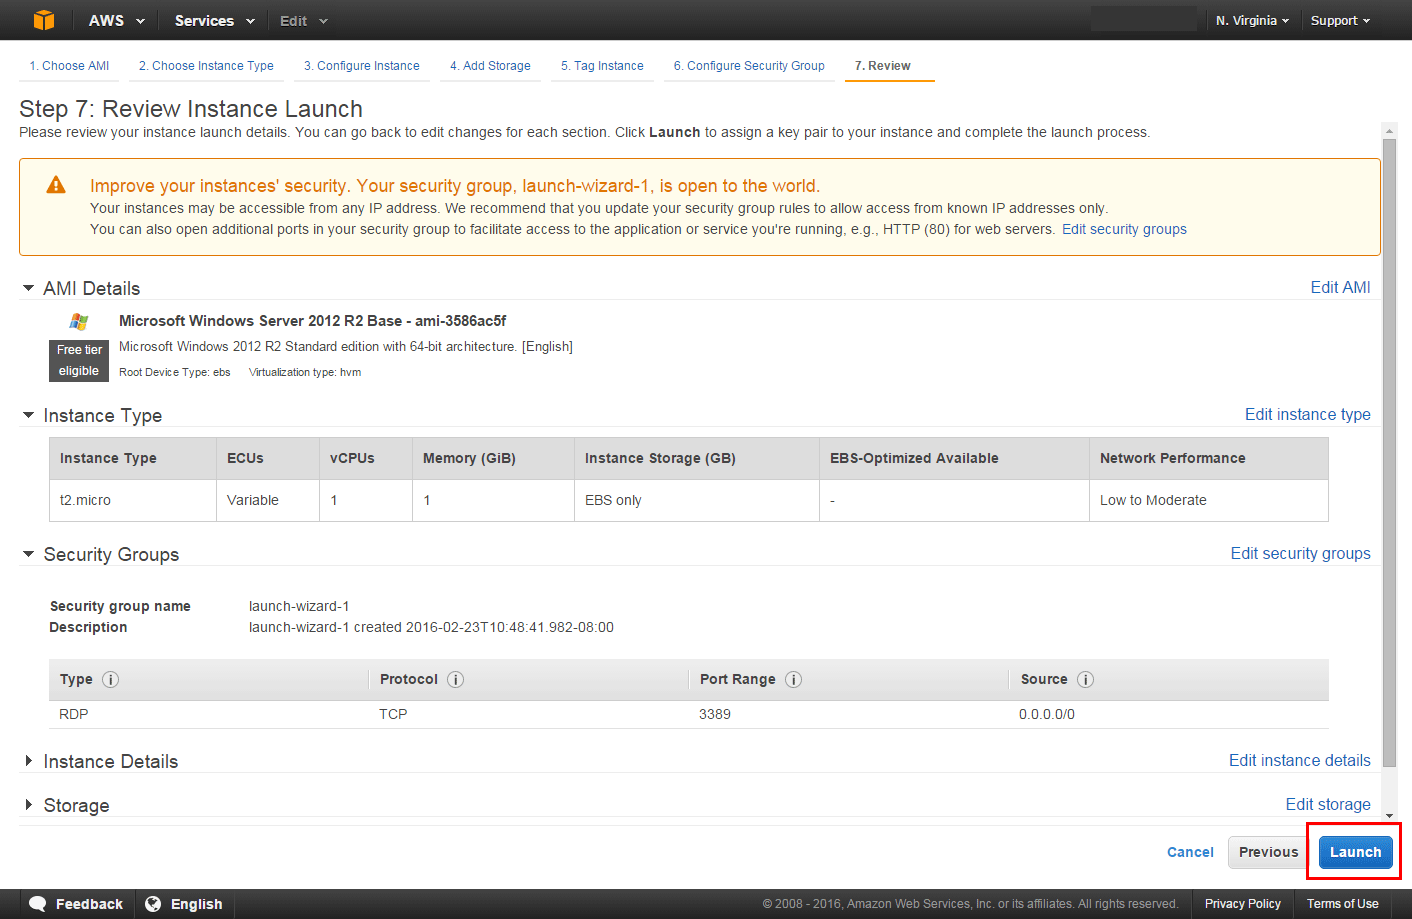 AWS Services Edit N. Virginia Support
1. Choose AMI 2. Choose Instance Type 3. Configure Instance 4. Add Storage 5. Tag Instance 6. Configure Security Group 7. Review
Step 7: Review Instance Launch
Please review your instance launch details. You can go back to edit changes for each section. Click Launch to assign a key pair to your instance and complete the launch process.
Improve your instances' security. Your security group, launch-wizard-1, is open to the world.
Your instances may be accessible from any IP address. We recommend that you update your security group rules to allow access from known IP addresses only.
You can also open additional ports in your security group to facilitate access to the application or service you're running, e.g., HTTP (80) for web servers. Edit security groups
AMI Details Edit AMI
Microsoft Windows Server 2012 R2 Base - ami-3586ac5f
Free tier
eligible
Microsoft Windows 2012 R2 Standard edition with 64-bit architecture. [English]
Root Device Type: ebs Virtualization type: hvm
Instance Type Edit instance type
Instance Type ECUs vCPUs Memory (GiB) Instance Storage (GB) EBS-Optimized Available Network Performance
t2.micro Variable 1 1 EBS only - Low to Moderate
Security Groups Edit security groups
Security group name launch-wizard-1
Description launch-wizard-1 created 2016-02-23T10:48:41.982-08:00
Type i Protocol i Port Range i Source i
RDP TCP 3389 0.0.0.0/0
Instance Details Edit instance details
Storage Edit storage
Cancel Previous Launch
Feedback English © 2008 - 2016, Amazon Web Services, Inc. or its affiliates. All rights reserved. Privacy Policy Terms of Use